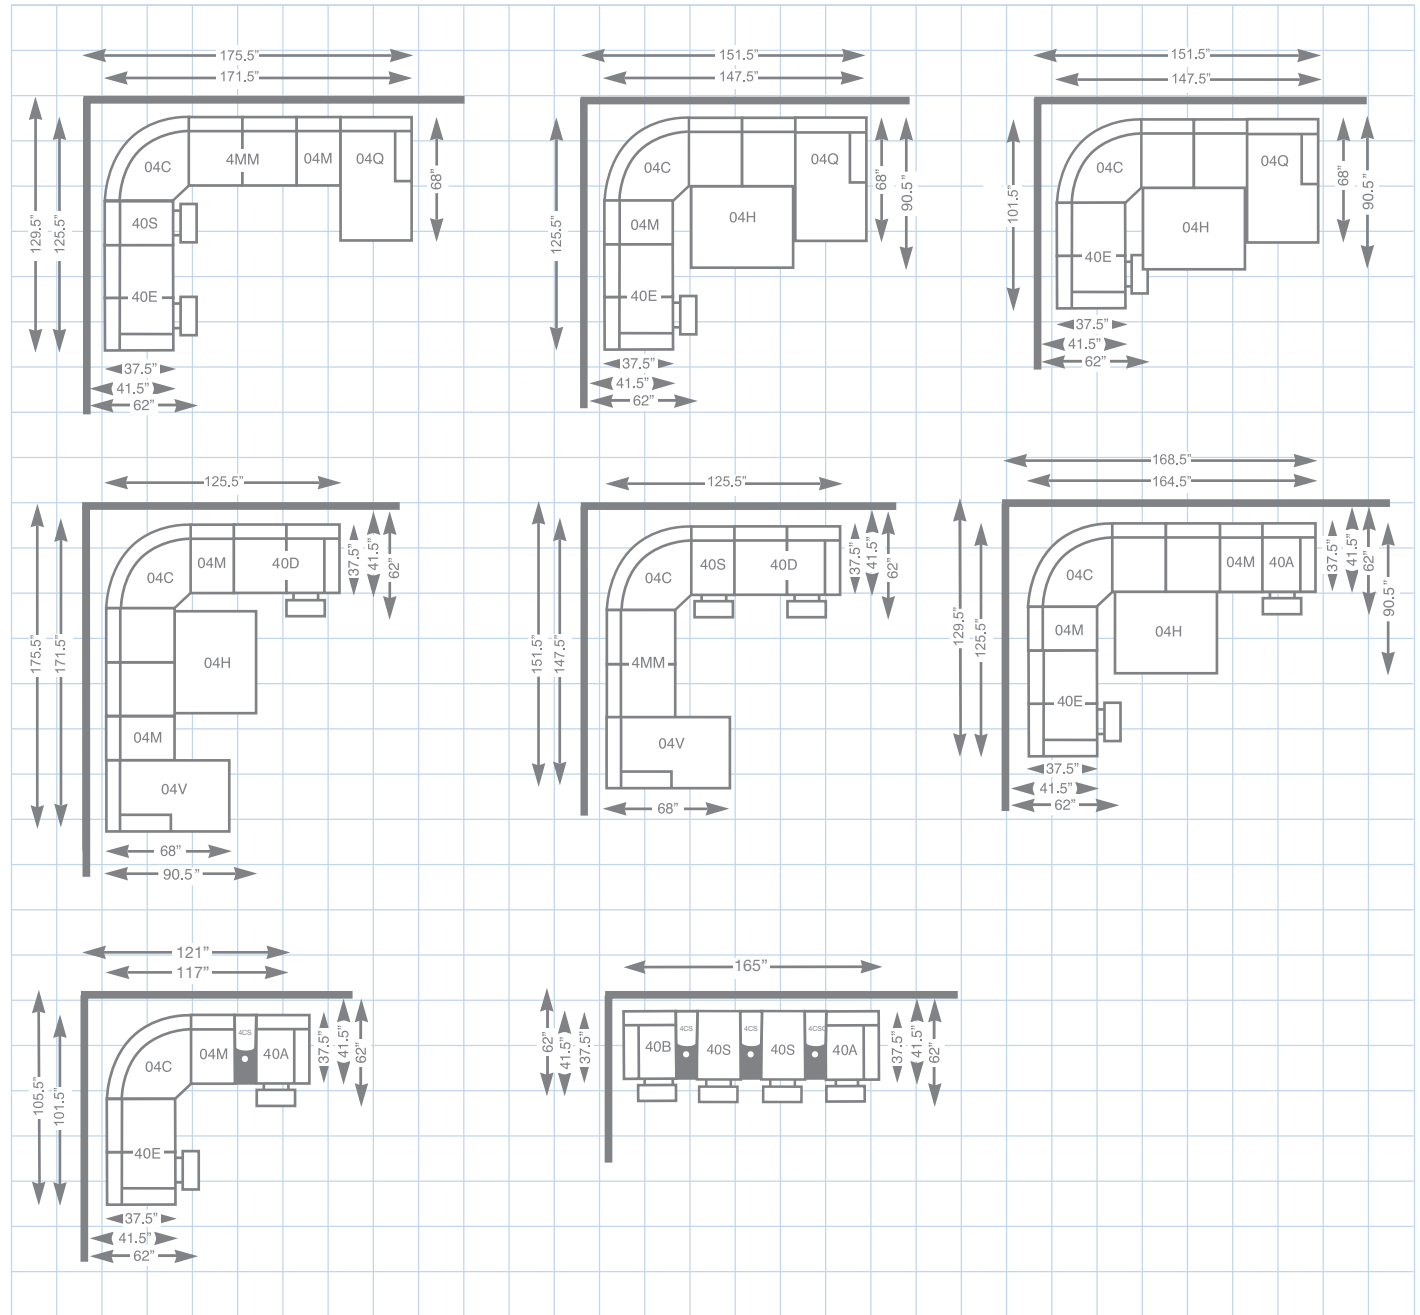 175.5"
171.5"
129.5"
125.5"
04C
4MM
04M
04Q
68"
40S
40E
37.5"
41.5"
62"
151.5"
147.5"
125.5"
04C
04Q
68"
90.5"
04M
04H
40E
37.5"
41.5"
62"
151.5"
147.5"
101.5"
04C
04Q
68"
90.5"
04H
40E
37.5"
41.5"
62"
125.5"
175.5"
171.5"
04C
04M
40D
37.5"
41.5"
62"
04H
04M
04V
68"
90.5"
125.5"
151.5"
147.5"
04C
40S
40D
37.5"
41.5"
62"
4MM
04V
68"
168.5"
164.5"
129.5"
125.5"
04C
04M
40A
37.5"
41.5"
62"
90.5"
04M
04H
40E
37.5"
41.5"
62"
121"
117"
105.5"
101.5"
04C
04M
4CS
40A
37.5"
41.5"
62"
40E
37.5"
41.5"
62"
165"
62"
41.5"
37.5"
40B
4CS
40S
4CS
40S
4CSC
40A
37.5"
41.5"
62"